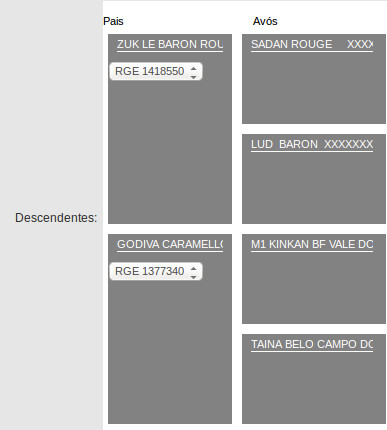 Pais Avós
ZUK LE BARON ROU
RGE 1418550
SADAN ROUGE XXXX
LUD BARON XXXXXXX
Descendentes:
GODIVA CARAMELL
RGE 1377340
M1 KINKAN BF VALE DO
TAINA BELO CAMPO DO